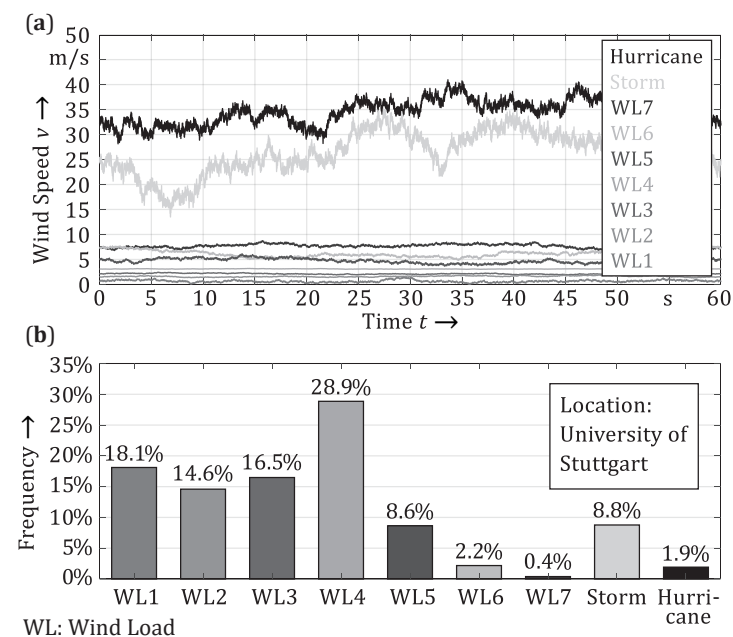 (a)
50
m/s
40
35
30
25
20
15
10
5
0
Wind Speed v →
Hurricane
Storm
WL7
WL6
WL5
WL4
WL3
WL2
WL1
0 5 10 15 20 25 30 35 40 45 50 s 60
Time t →
(b)
35%
30%
25%
20%
15%
10%
5%
0%
Frequency →
18.1% 14.6% 16.5% 28.9% 8.6% 2.2% 0.4% 8.8% 1.9%
Location:
University of
Stuttgart
WL1 WL2 WL3 WL4 WL5 WL6 WL7 Storm Hurri-
cane
WL: Wind Load